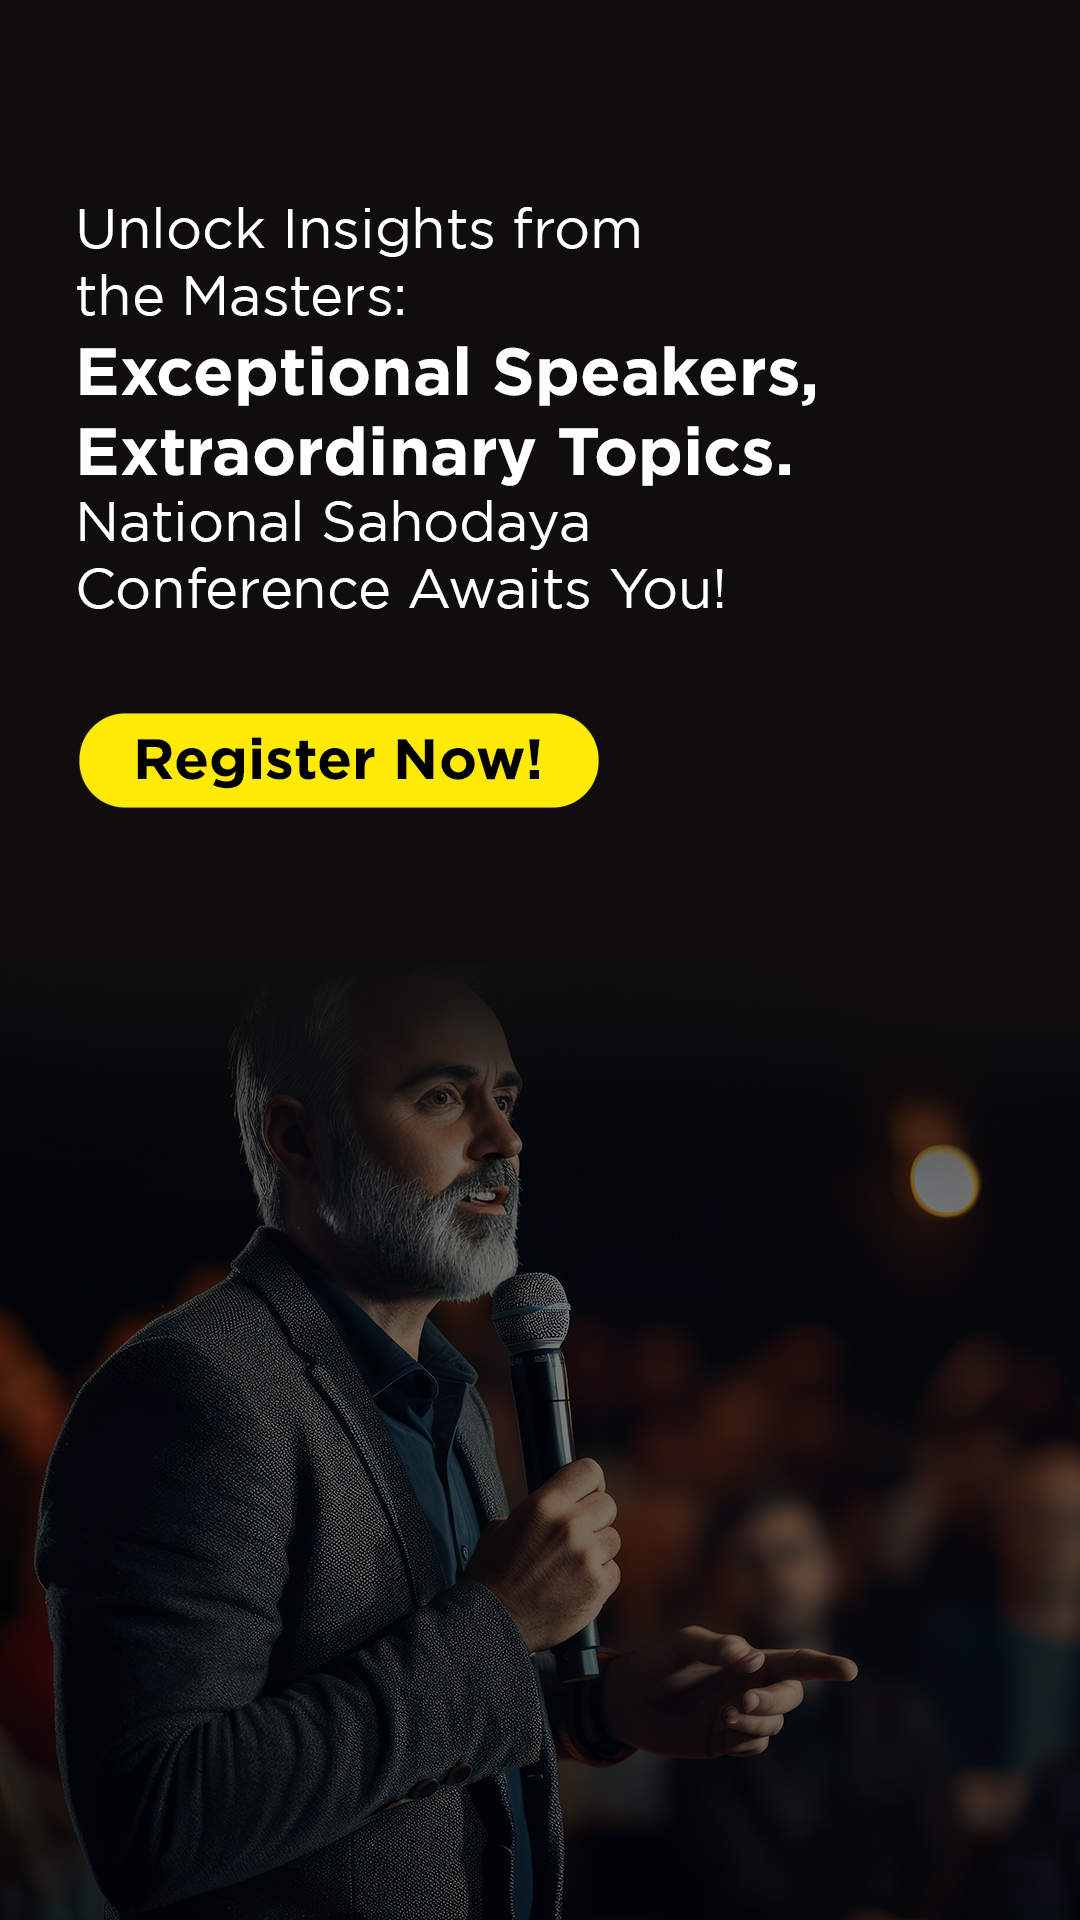 Unlock Insights from
the Masters:
Exceptional Speakers,
Extraordinary Topics.
National Sahodaya
Conference Awaits You!
Register Now!